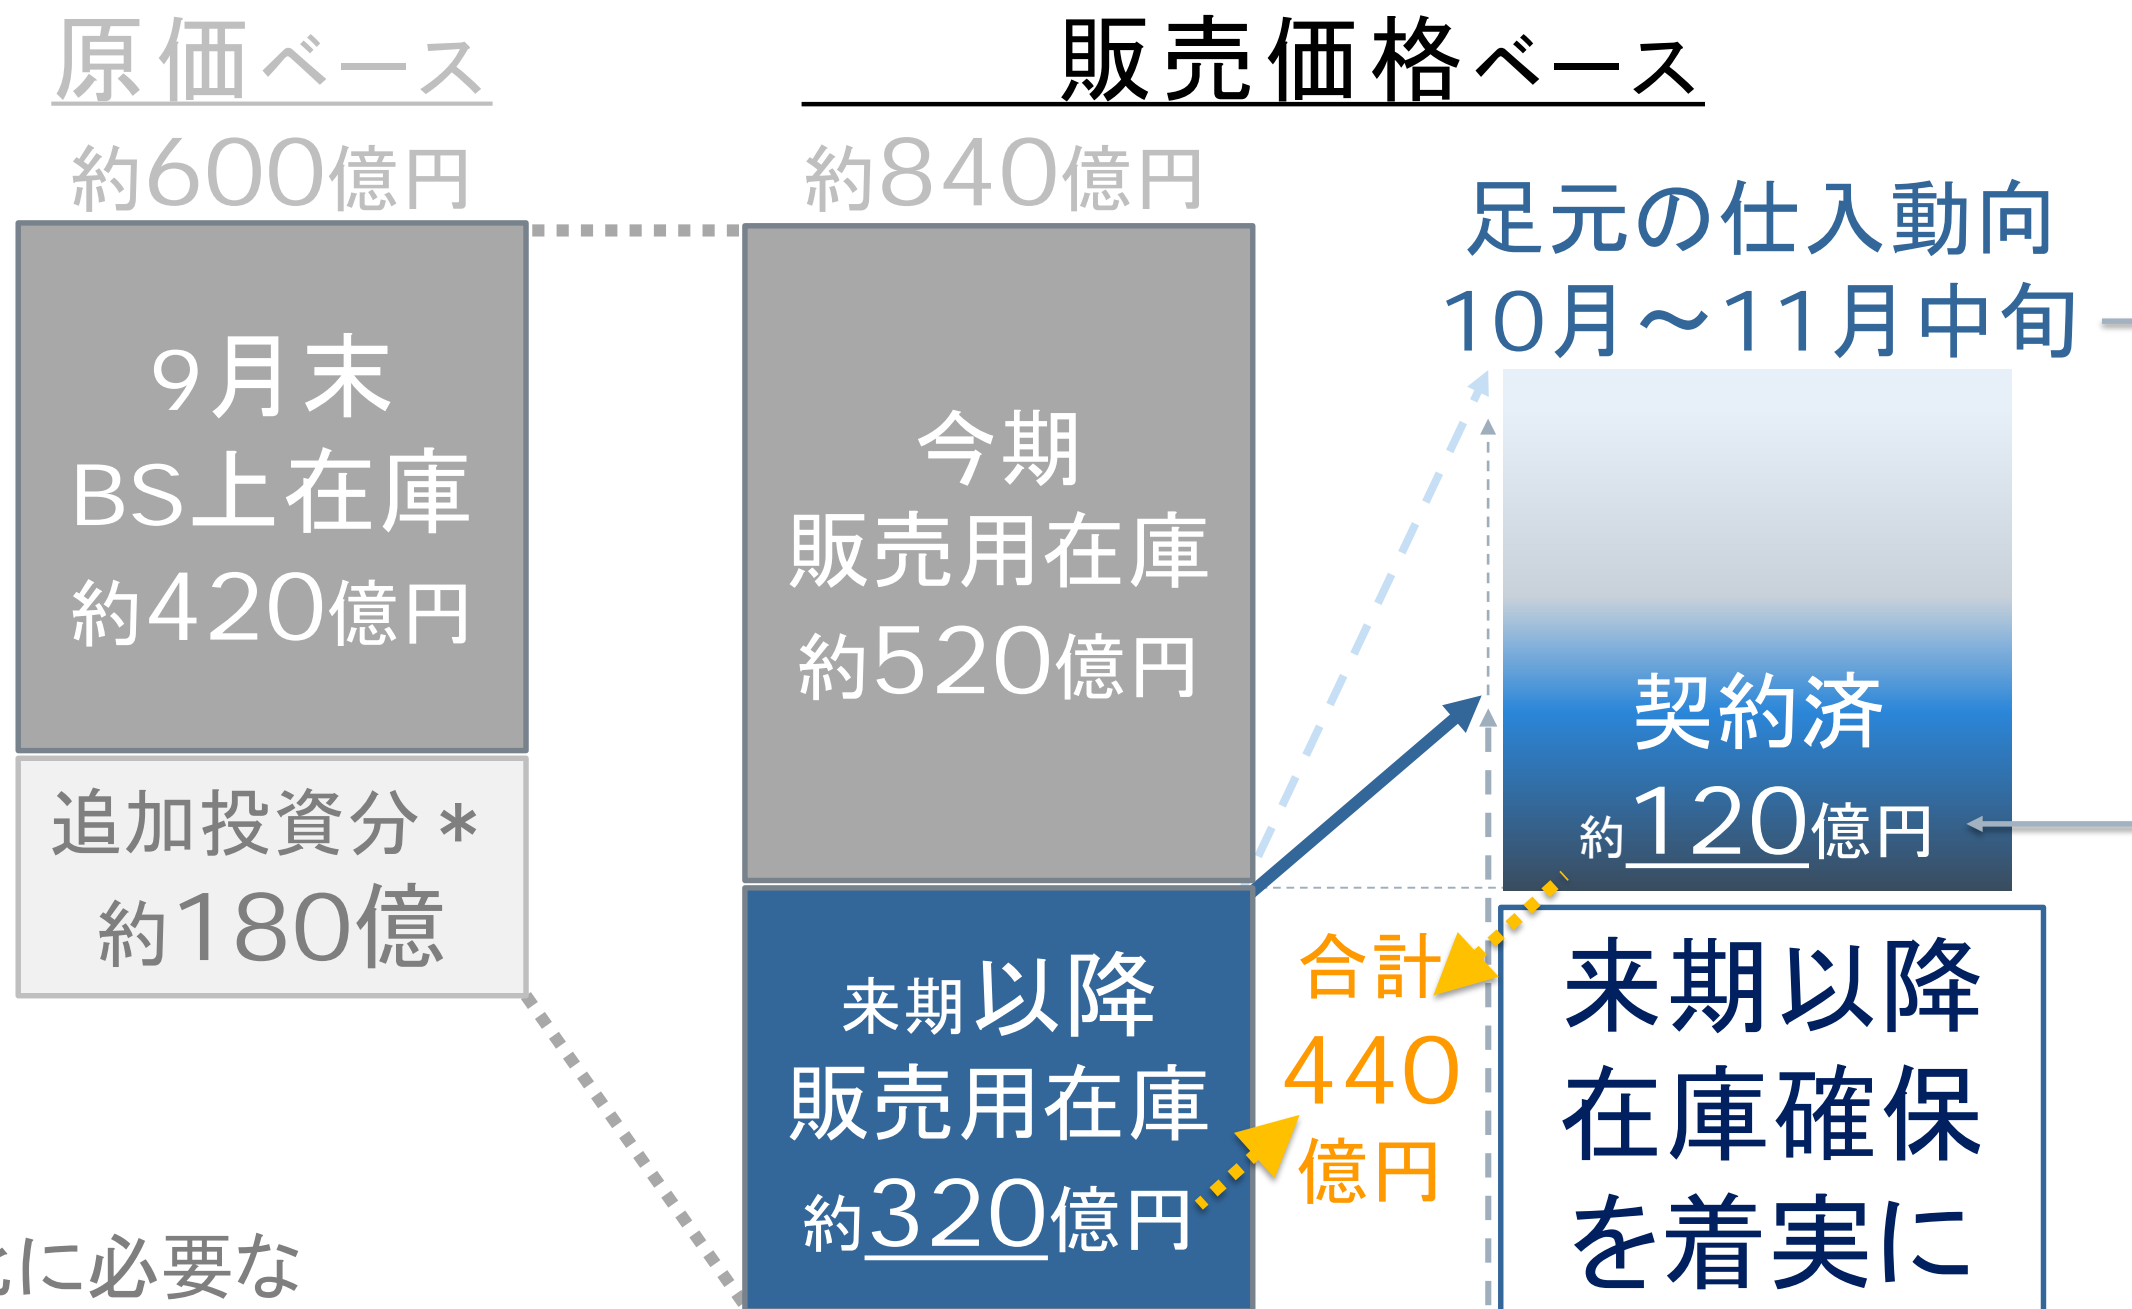 原価ベース
約600億円
9月末
BS上在庫
約420億円
追加投資分*
約180億
に必要な
販売価格ベース
約840億円
今期
販売用在庫
約520億円
来期以降
販売用在庫
約320億円
合計
440
億円
足元の仕入動向
10月～11月中旬
契約済
約120億円
来期以降
在庫確保
を着実に